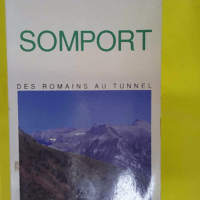 SOMPORT
DES ROMAINS AU TUNNEL